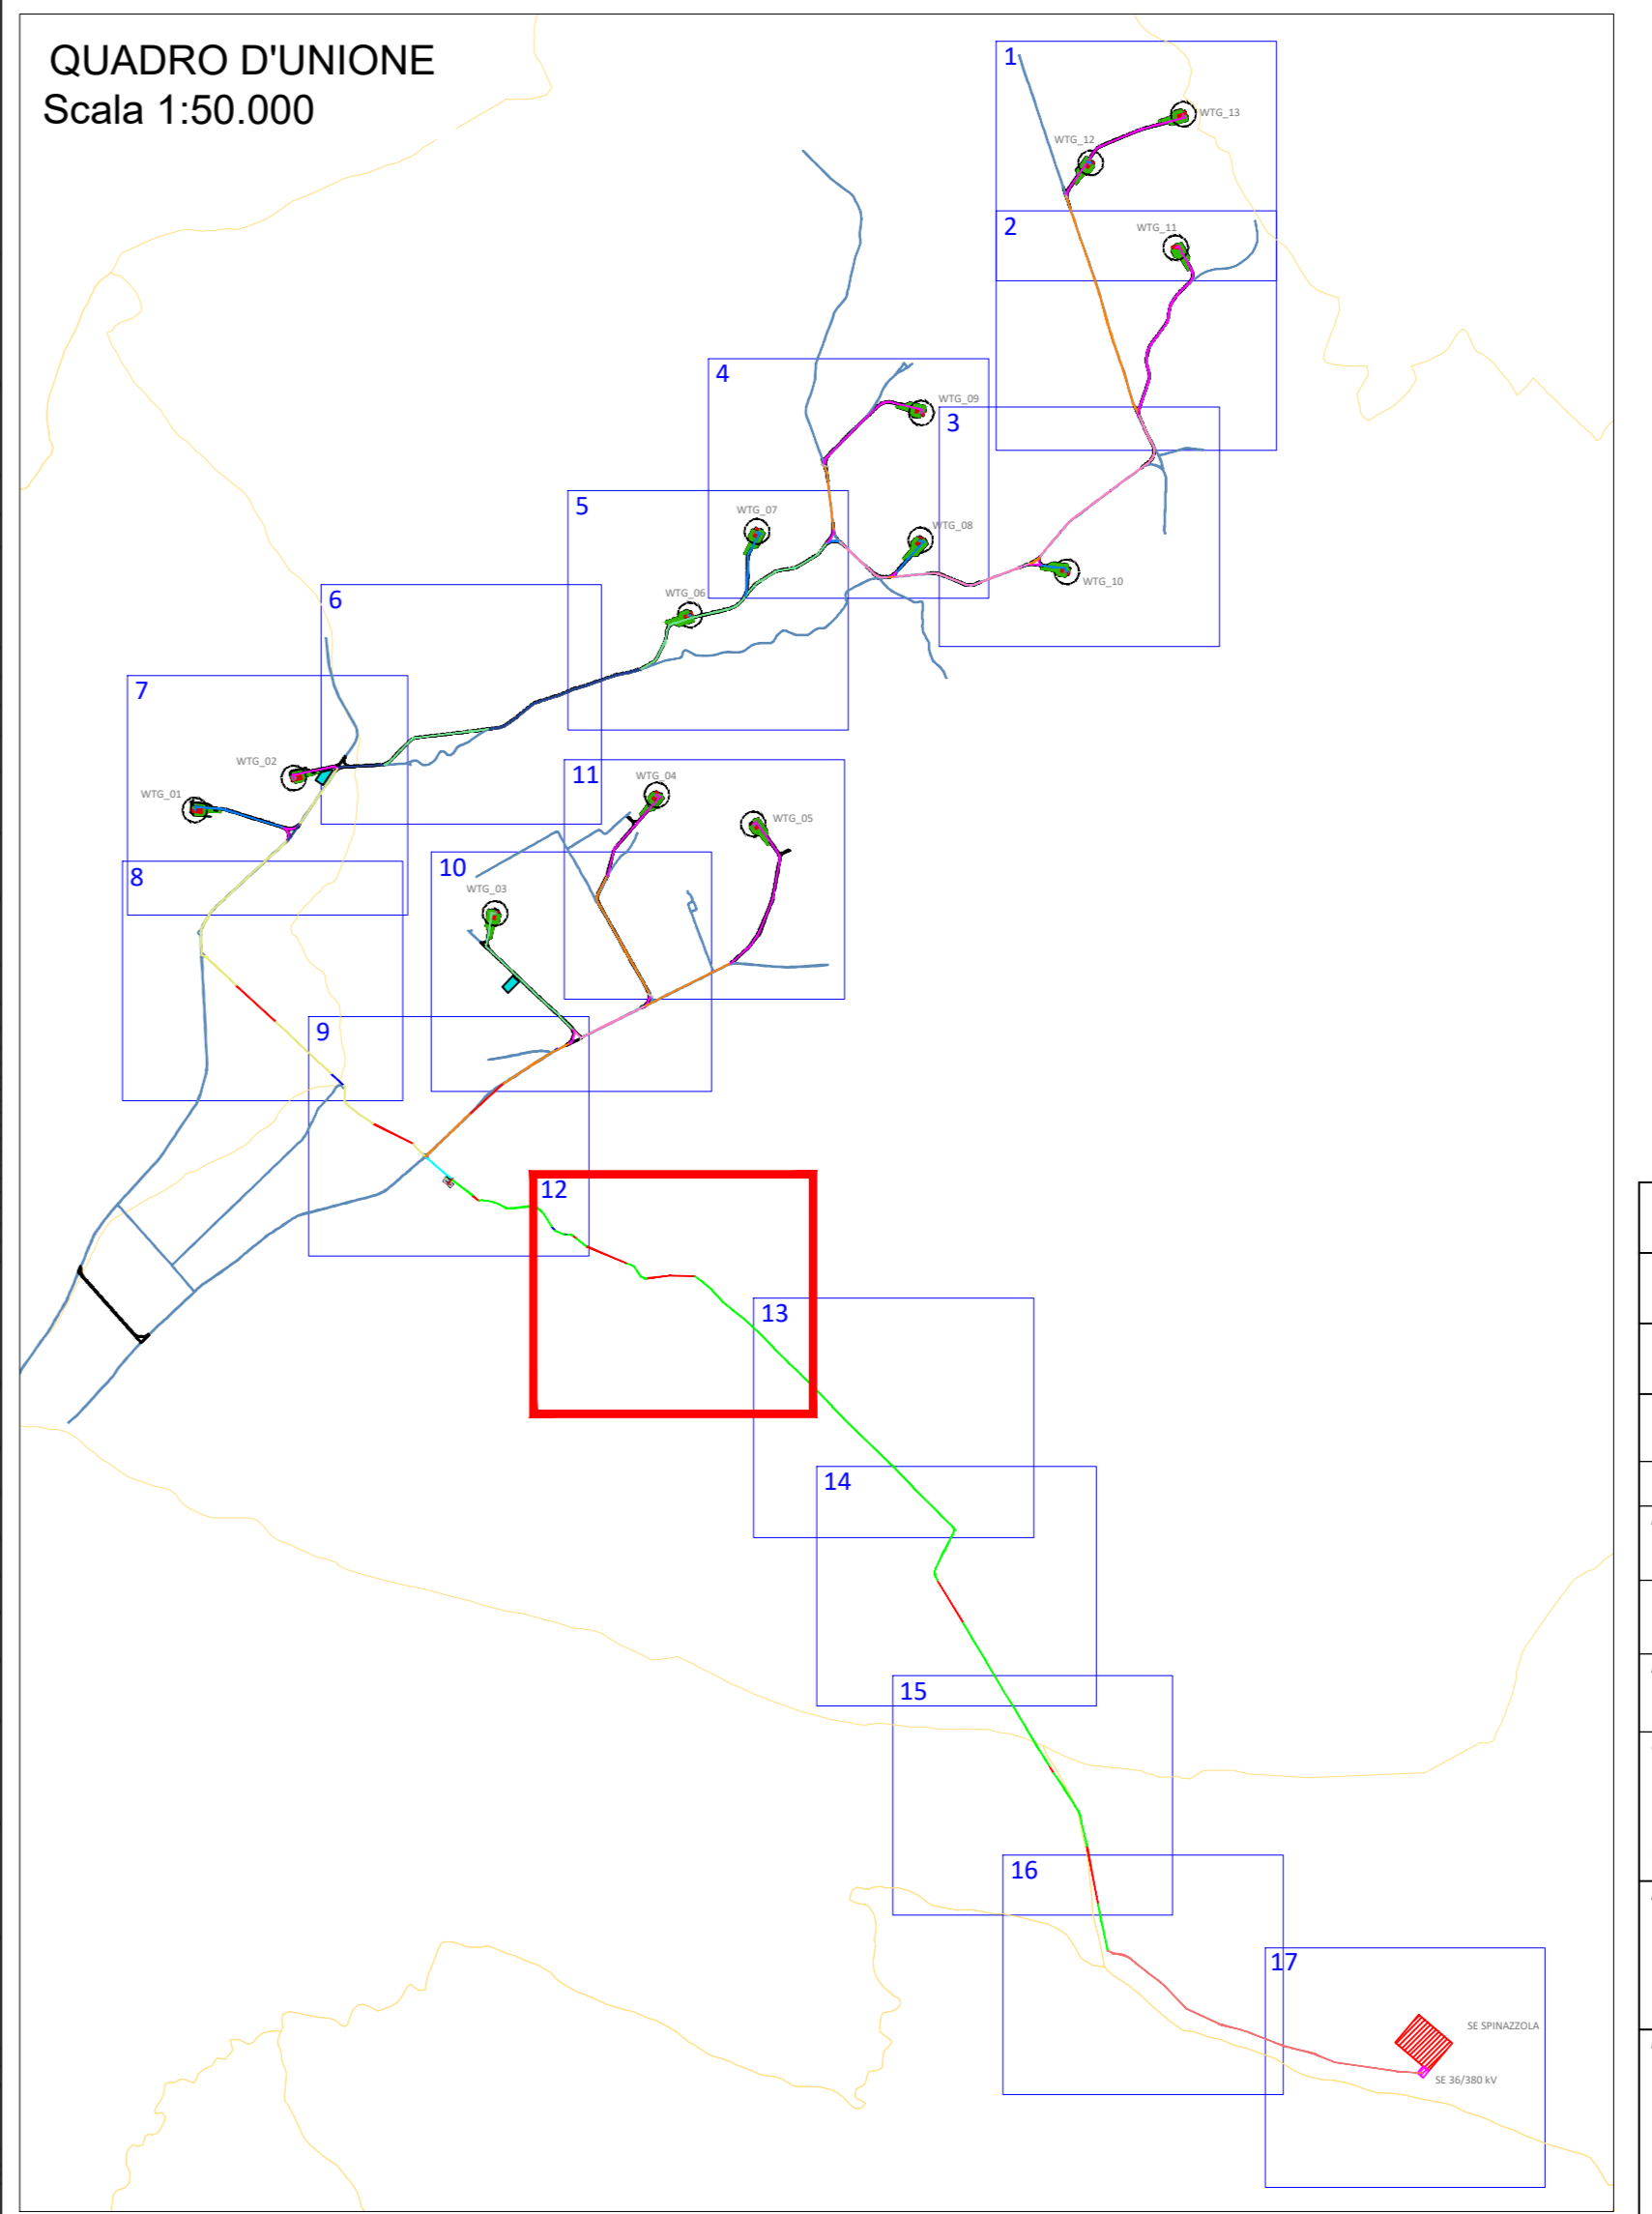 QUADRO D'UNIONE
Scala 1:50.000
1
WTG_13
WTG_12
2
WTG_11
4
WTG_09
3
5
WTG_07
WTG_08
WTG_10
6
WTG_06
7
WTG_02
WTG_01
11
WTG_04
WTG_05
8
10
WTG_03
9
12
13
14
15
16
17
SE SPINAZZOLA
SE 36/380 kV